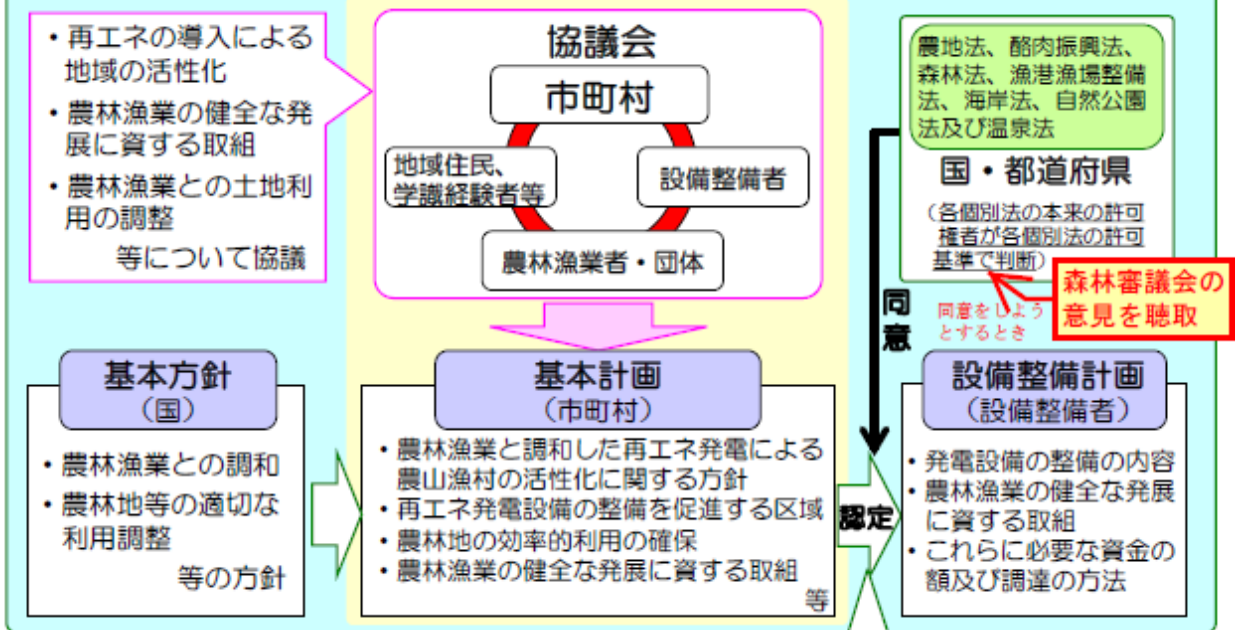 ・再エネの導入による
地域の活性化
・農林漁業の健全な発
展に資する取組
・農林漁業との土地利
用の調整
等について協議
協議会
市町村
地域住民、
学識経験者等
設備整備者
農林漁業者・団体
農地法、酪肉振興法、
森林法、漁港漁場整備
法、海岸法、自然公園
法及び温泉法
国・都道府県
（各個別法の本来の許可
権者が各個別法の許可
基準で判断）
森林審議会の
意見を聴取
同意
同意をしよう
とするとき
基本方針
（国）
・農林漁業との調和
・農林地等の適切な
利用調整
等の方針
基本計画
（市町村）
・農林漁業と調和した再エネ発電による
農山漁村の活性化に関する方針
・再エネ発電設備の整備を促進する区域
・農林地の効率的利用の確保
・農林漁業の健全な発展に資する取組
等
認定
設備整備計画
（設備整備者）
・発電設備の整備の内容
・農林漁業の健全な発展
に資する取組
・これらに必要な資金の
額及び調達の方法